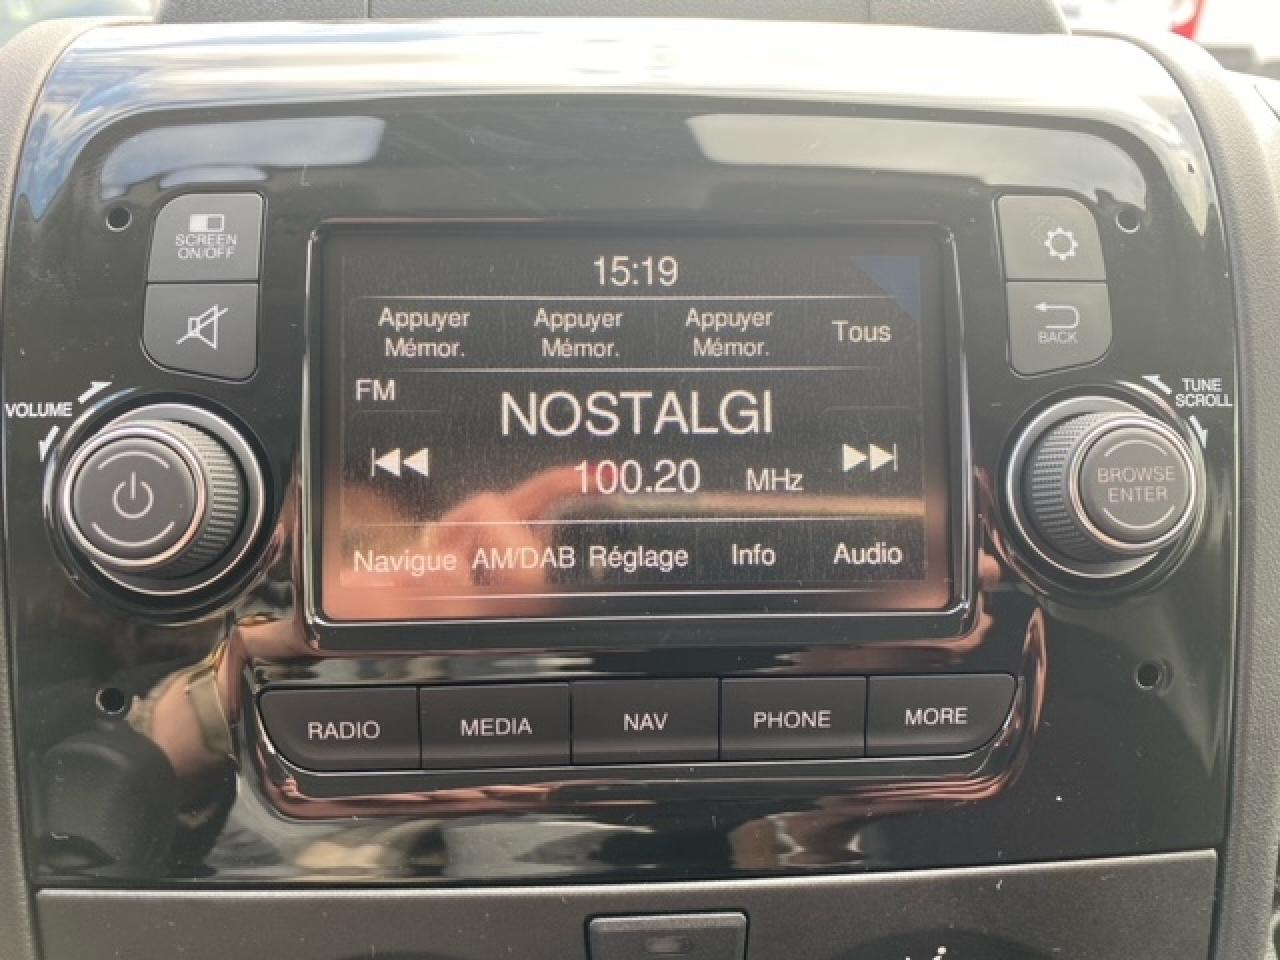 15:19
SCREEN
ON/OFF
Appuyer Appuyer Appuyer Tous
Mémor. Mémor. Mémor.
BACK
FM
NOSTALGI
VOLUME
TUNE
SCROLL
100.20 MHz
BROWSE
ENTER
Navigue AM/DAB Réglage Info Audio
RADIO MEDIA NAV PHONE MORE